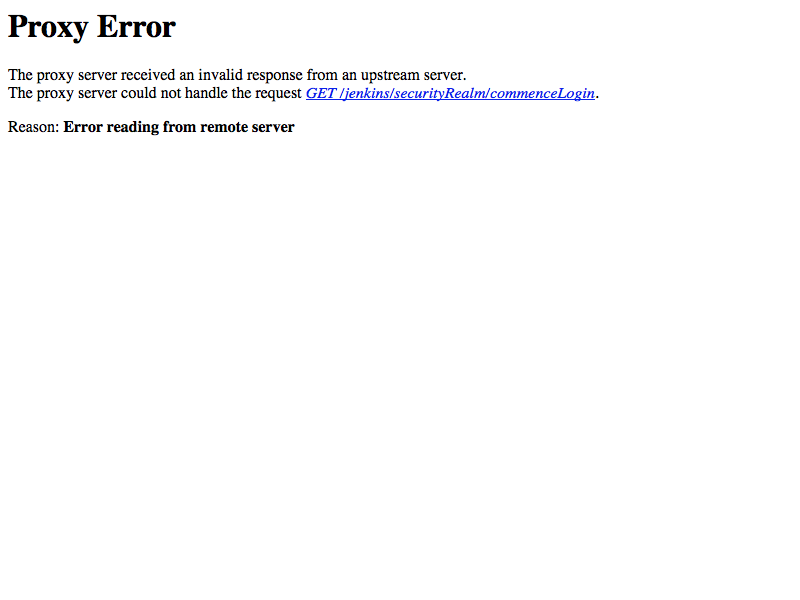 Proxy Error
The proxy server received an invalid response from an upstream server.
The proxy server could not handle the request GET /jenkins/securityRealm/commenceLogin.
Reason: Error reading from remote server